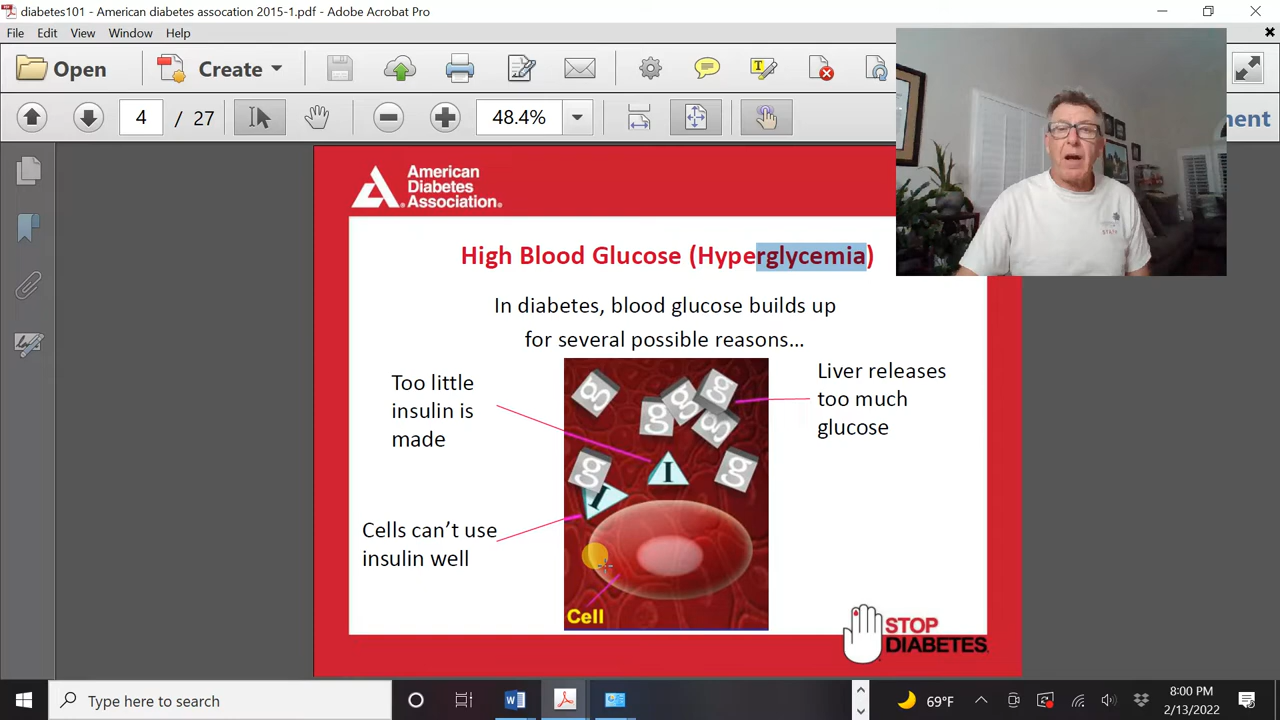 diabetes101 - American diabetes assocation 2015-1.pdf - Adobe Acrobat Pro
File Edit View Window Help
Open Create
4 / 27 48.4% ment
American
Diabetes
Association®
High Blood Glucose (Hyperglycemia)
In diabetes, blood glucose builds up
for several possible reasons…
Too little
insulin is
made
Liver releases
too much
glucose
g g g g g
g g
I
I
Cells can’t use
insulin well
Cell
STOP
DIABETES
Type here to search
69°F
8:00 PM
2/13/2022